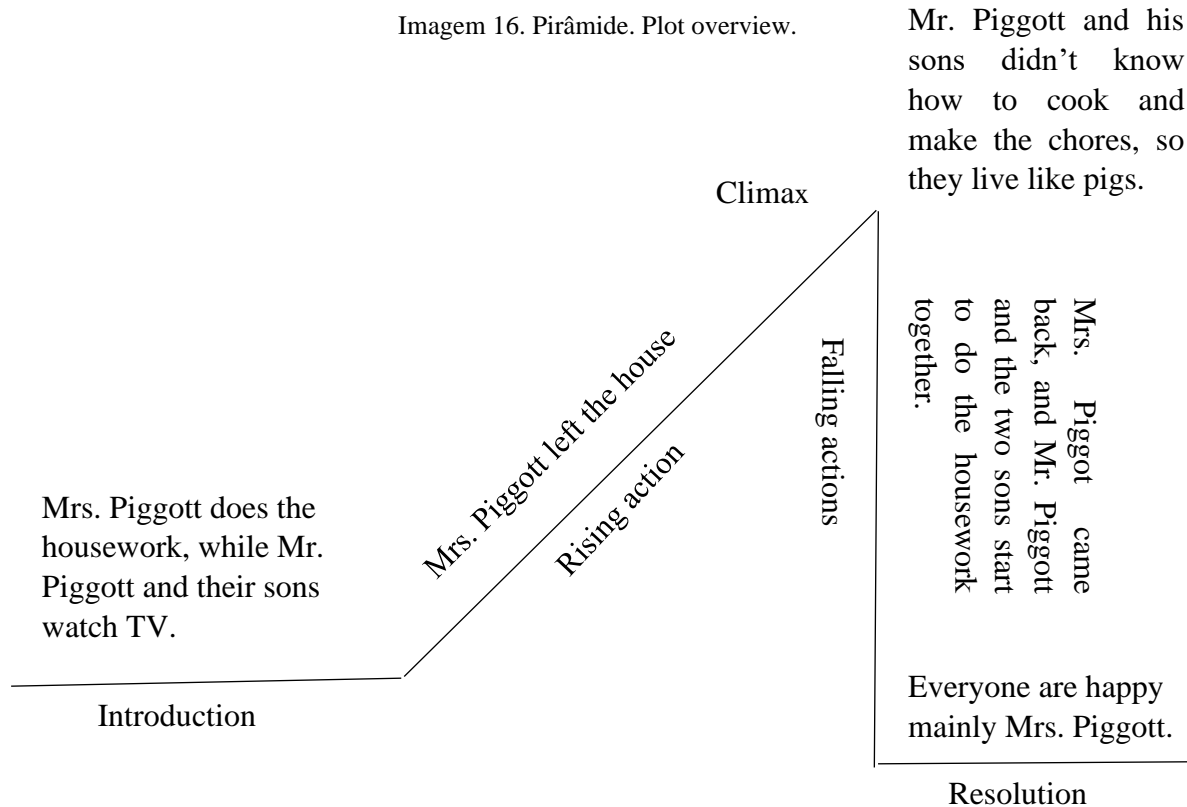 Imagem 16. Pirâmide. Plot overview.
Mr. Piggott and his
sons didn’t know
how to cook and
make the chores, so
they live like pigs.
Climax
Mrs. Piggott left the house
Rising action
Falling actions
Mrs. Piggot came
back, and Mr. Piggott
and the two sons start
to do the housework
together.
Mrs. Piggott does the
housework, while Mr.
Piggott and their sons
watch TV.
Introduction
Everyone are happy
mainly Mrs. Piggott.
Resolution